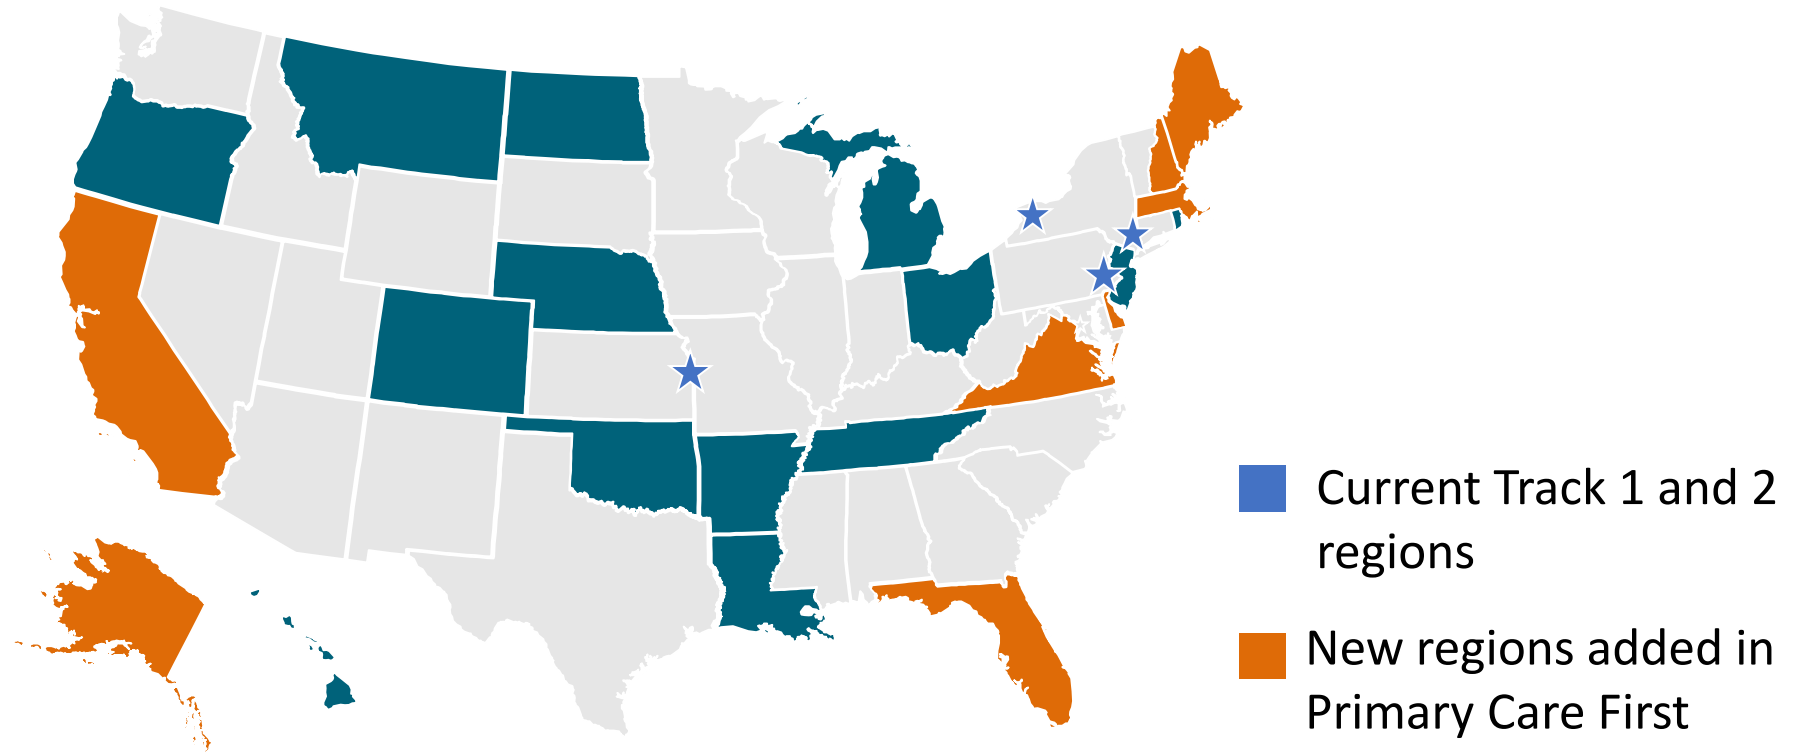 Current Track 1 and 2
regions
New regions added in
Primary Care First